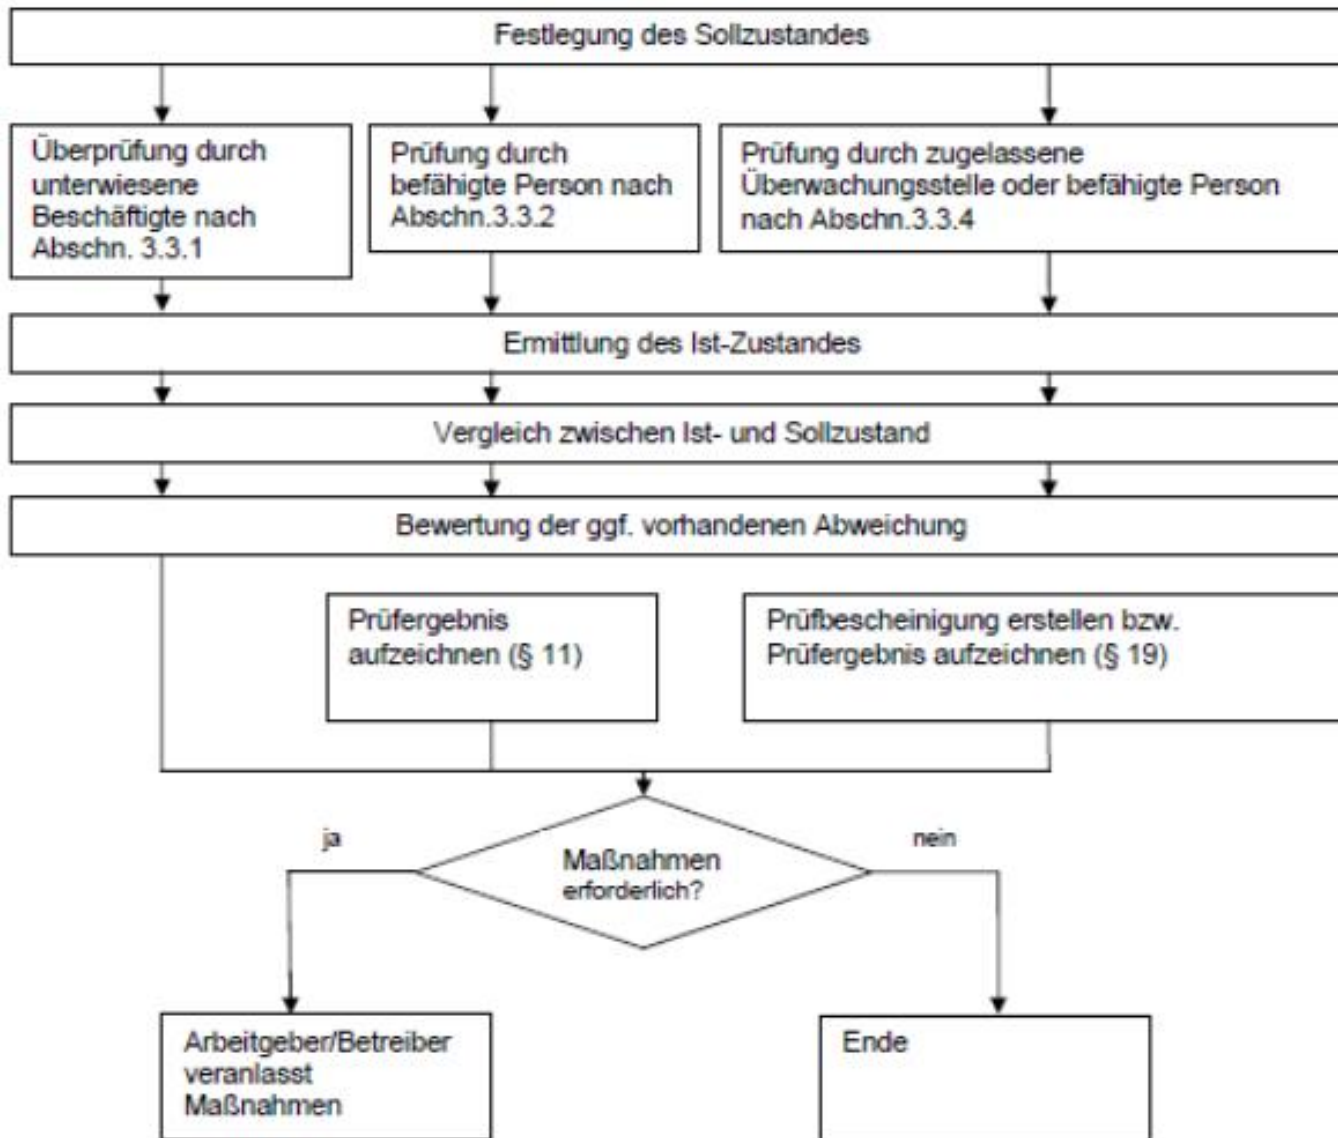 Festlegung des Sollzustandes
Überprüfung durch
unterwiesene
Beschäftigte nach
Abschn. 3.3.1
Prüfung durch
befähigte Person nach
Abschn.3.3.2
Prüfung durch zugelassene
Überwachungsstelle oder befähigte Person
nach Abschn.3.3.4
Ermittlung des Ist-Zustandes
Vergleich zwischen Ist- und Sollzustand
Bewertung der ggf. vorhandenen Abweichung
Prüfergebnis
aufzeichnen (§ 11)
Prüfbescheinigung erstellen bzw.
Prüfergebnis aufzeichnen (§ 19)
ja
nein
Maßnahmen
erforderlich?
Arbeitgeber/Betreiber
veranlasst
Maßnahmen
Ende